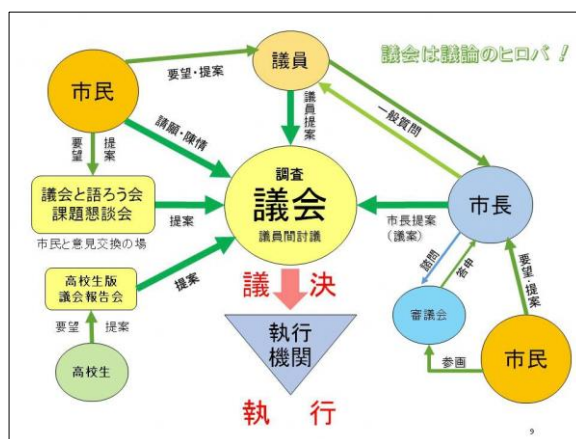 議会は議論のヒロバ！
議員
市民
要望・提案
一般質問
請願・陳情
議員提案
要望
提案
調査
議会
議員間討議
議会と語ろう会
課題懇談会
提案
市民と意見交換の場
市長
市長提案
（議案）
諮問
答申
要望・提案
高校生版
議会報告会
提案
議決
要望
提案
審議会
執行
機関
高校生
参画
市民
執行
9